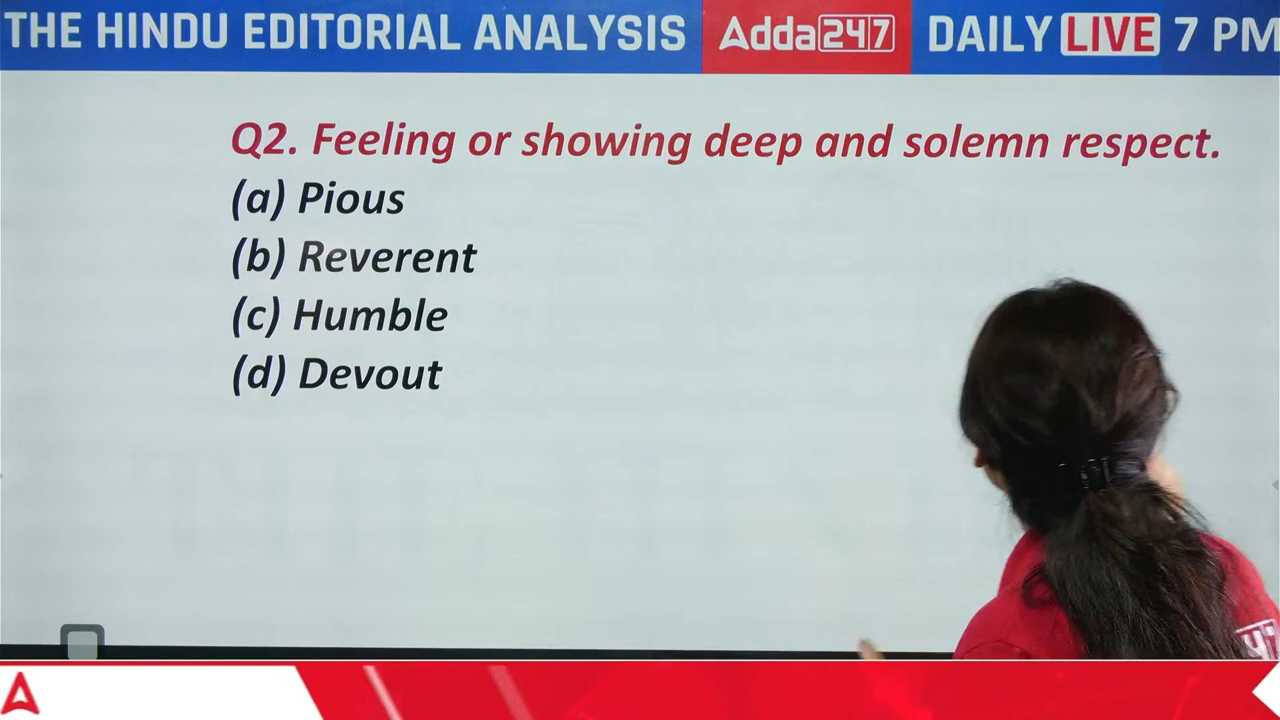 THE HINDU EDITORIAL ANALYSIS Adda247 DAILY LIVE 7 PM
Q2. Feeling or showing deep and solemn respect.
(a) Pious
(b) Reverent
(c) Humble
(d) Devout